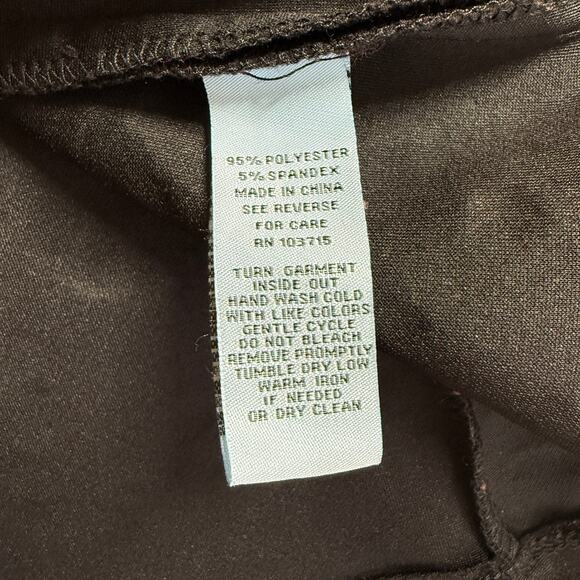 95% POLYESTER
5% SPANDEX
MADE IN CHINA
SEE REVERSE
FOR CARE
RN 103715
TURN GARMENT
INSIDE OUT
HAND WASH COLD
WITH LIKE COLORS
GENTLE CYCLE
DO NOT BLEACH
REMOVE PROMPTLY
TUMBLE DRY LOW
WARM IRON
IF NEEDED
OR DRY CLEAN